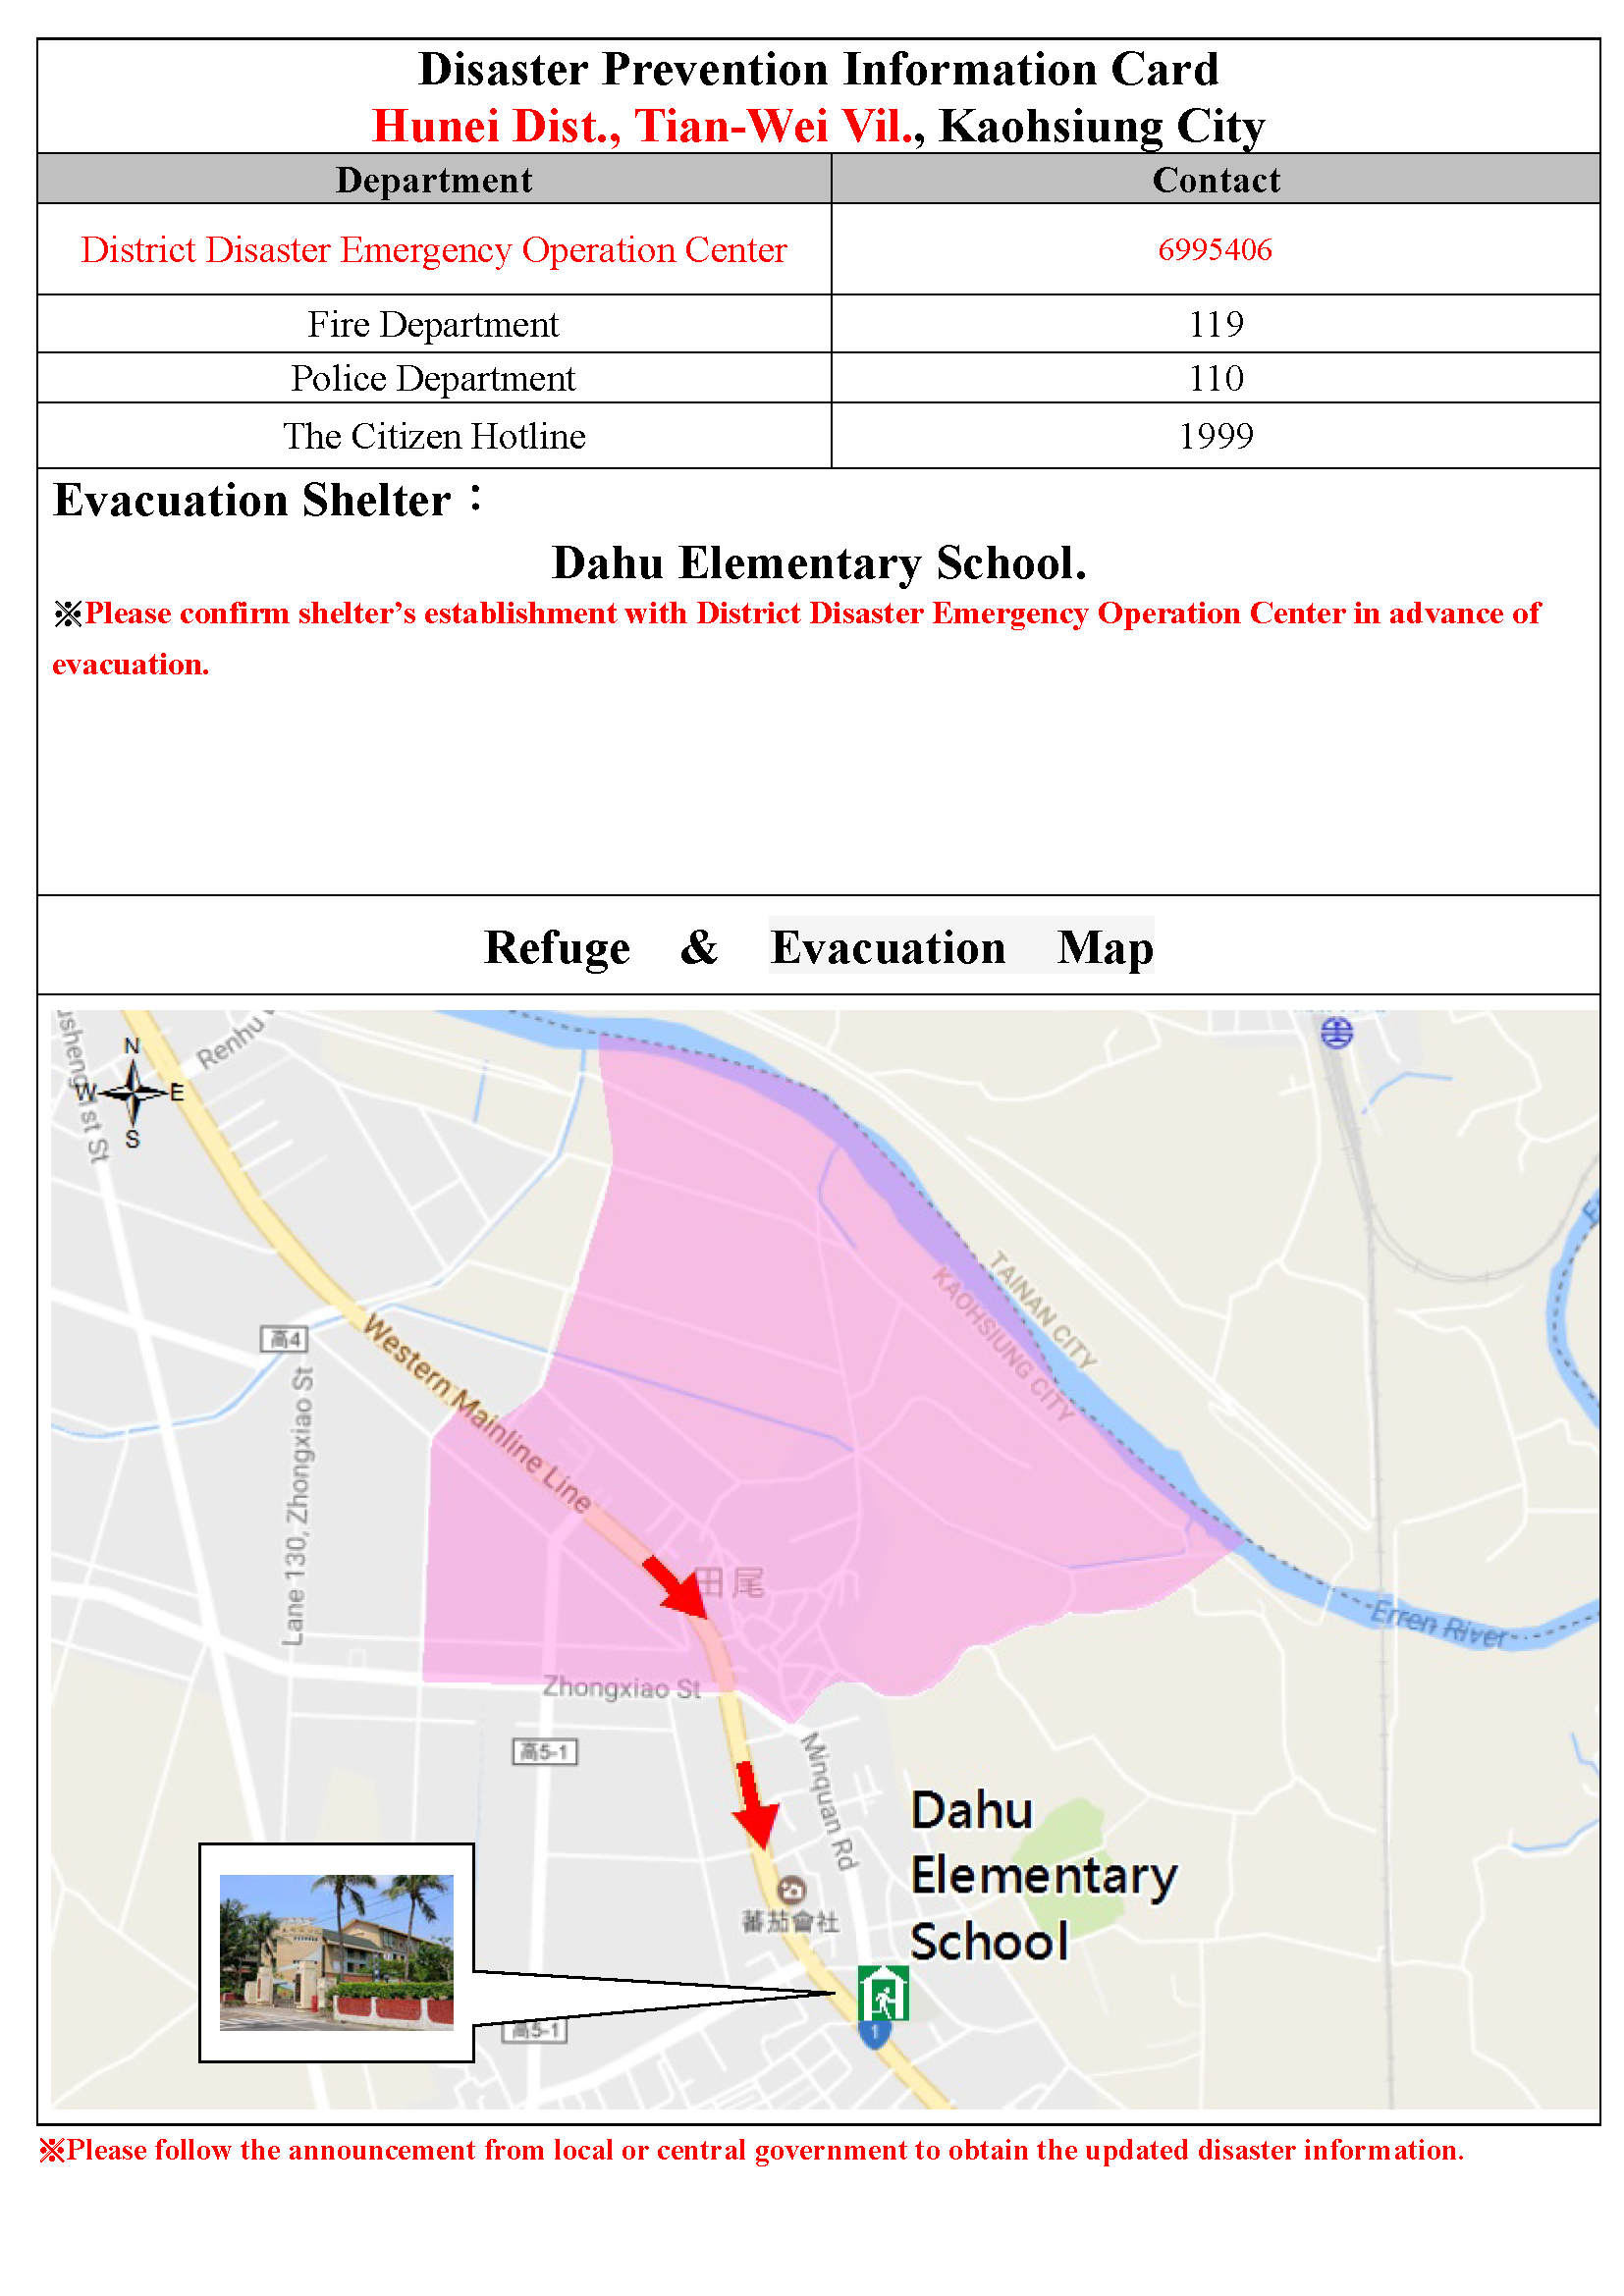 Disaster Prevention Information Card
Hunei Dist., Tian-Wei Vil., Kaohsiung City
Department Contact
District Disaster Emergency Operation Center 6995406
Fire Department 119
Police Department 110
The Citizen Hotline 1999
Evacuation Shelter：
Dahu Elementary School.
※Please confirm shelter’s establishment with District Disaster Emergency Operation Center in advance of
evacuation.
Refuge & Evacuation Map
N
W E
S
1st St
Renhu
TAINAN CITY
KAOHSIUNG CITY
高4
Western Mainline Line
Lane 130, Zhongxiao St
田尾
Erren River
Zhongxiao St
高5-1
Minquan Rd
Dahu
Elementary
School
蕃茄會社
高5-1
1
※Please follow the announcement from local or central government to obtain the updated disaster information.